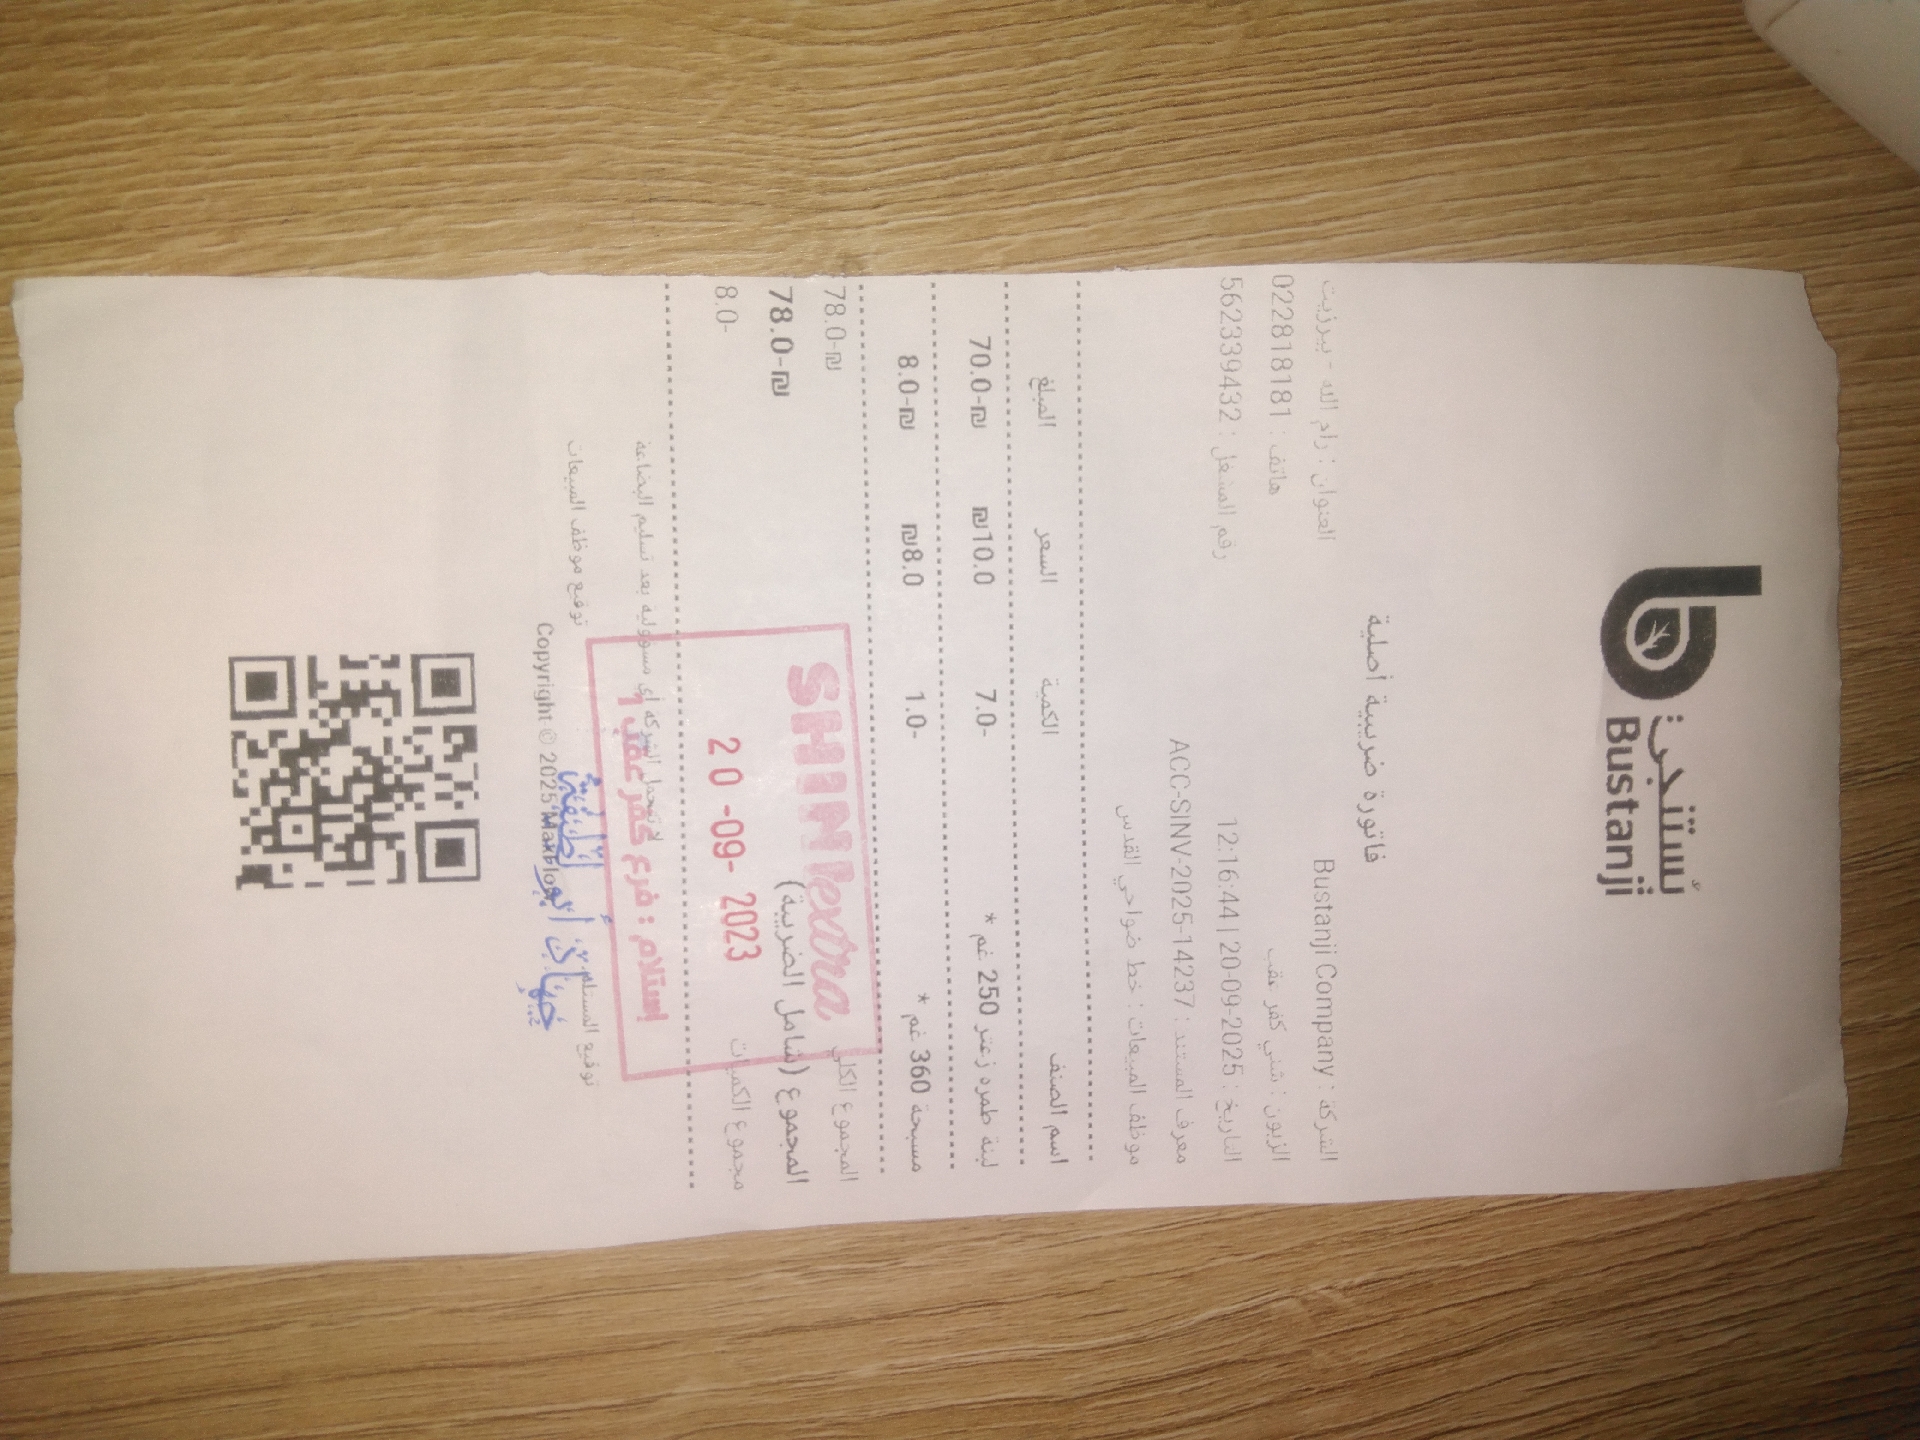 بستنجي
Bustanji
فاتورة ضريبية أصلية
الشركة : Bustanji Company
العنوان : رام الله - بيرزيت
الزبون : شني كفر عقب
هاتف : 022818181
التاريخ : 20-09-2025 | 12:16:44
رقم المشغل : 562339432
معرف المستند : ACC-SINV-2025-14237
موظف المبيعات : خط ضواحي القدس
اسم الصنف الكمية السعر المبلغ
لبنة طمره زعتر 250 غم * 7.0- ₪10.0 70.0-₪
مسبحة 360 غم * 1.0- ₪8.0 8.0-₪
المجموع الكلي 78.0-₪
المجموع (شامل الضريبة) 78.0-₪
مجموع الكميات 8.0-
SHINI extra
20-09-2023
إستلام : فرع كفر عقب 1
لا تتحمل الشركة أي مسؤولية بعد تسليم البضاعة
توقيع المستلم
توقيع موظف المبيعات
Copyright © 2025